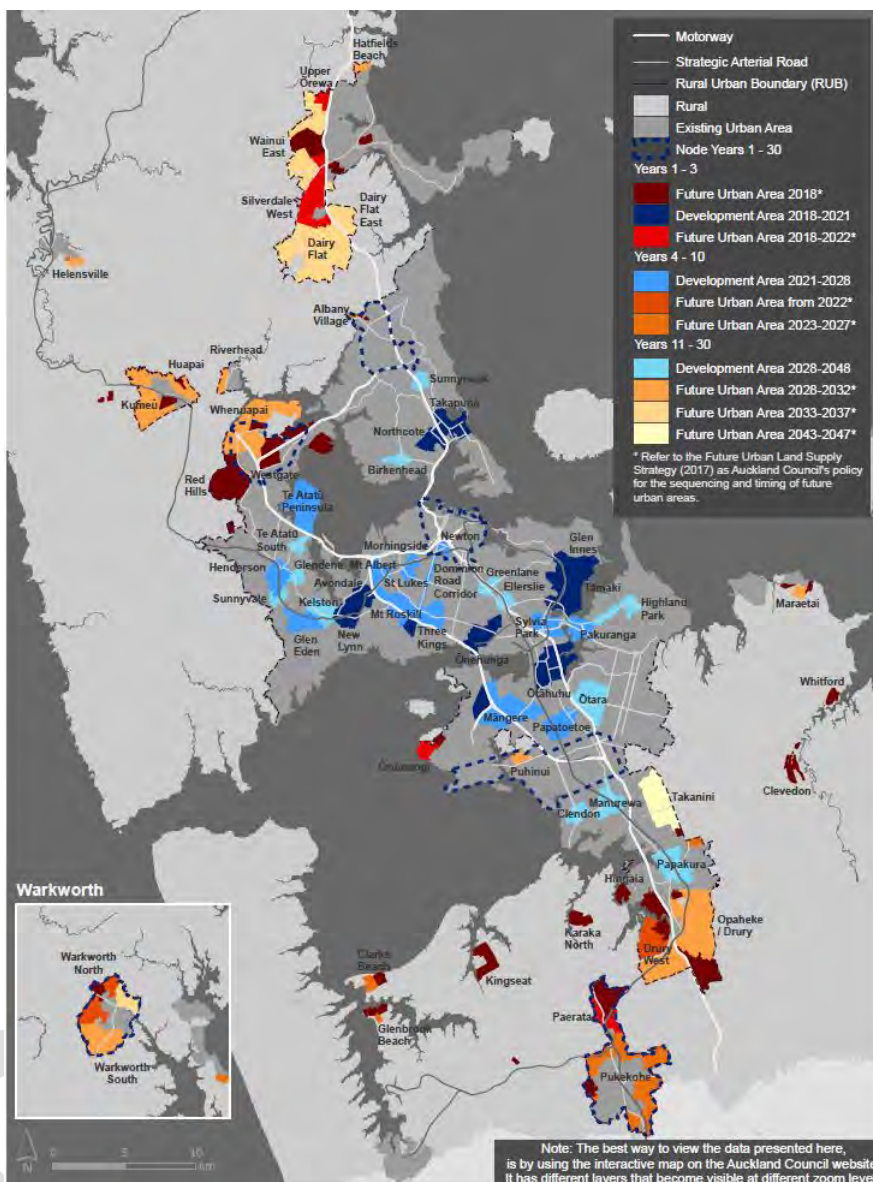 Motorway
Strategic Arterial Road
Rural Urban Boundary (RUB)
Rural
Existing Urban Area
Node Years 1 - 30
Years 1 - 3
Future Urban Area 2018*
Development Area 2018-2021
Future Urban Area 2018-2022*
Years 4 - 10
Development Area 2021-2028
Future Urban Area from 2022*
Future Urban Area 2023-2027*
Years 11 - 30
Development Area 2028-2048
Future Urban Area 2028-2032*
Future Urban Area 2033-2037*
Future Urban Area 2043-2047*
* Refer to the Future Urban Land Supply
Strategy (2017) as Auckland Council's policy
for the sequencing and timing of future
urban areas.
Hatfields
Beach
Upper
Ōrewa
Wainui
East
Silverdale
West
Dairy
Flat
East
Dairy
Flat
Helensville
Albany
Village
Riverhead
Huapai
Kumeū
Whenuapai
Sunnynook
Takapuna
Northcote
Birkenhead
Westgate
Red
Hills
Te Atatū
Peninsula
Te Atatū
South
Henderson
Glendene
Sunnyvale
Kelston
Glen
Eden
New
Lynn
Avondale
Mt Albert
Morningside
St Lukes
Newton
Dominion
Road
Corridor
Greenlane
Ellerslie
Glen
Innes
Tāmaki
Highland
Park
Sylvia
Park
Pakuranga
Mt Roskill
Three
Kings
Ōnehunga
Ōtāhuhu
Ōtara
Māngere
Papatoetoe
Puhinui
Maraetai
Whitford
Clevedon
Takanini
Manurewa
Clendon
Papakura
Hingaia
Opaheke
/ Drury
Drury
West
Karaka
North
Kingseat
Clarks
Beach
Glenbrook
Beach
Paerata
Pukekohe
Warkworth
Warkworth
North
Warkworth
South
N
0 5 10
km
Note: The best way to view the data presented here,
is by using the interactive map on the Auckland Council website.
It has different layers that become visible at different zoom levels